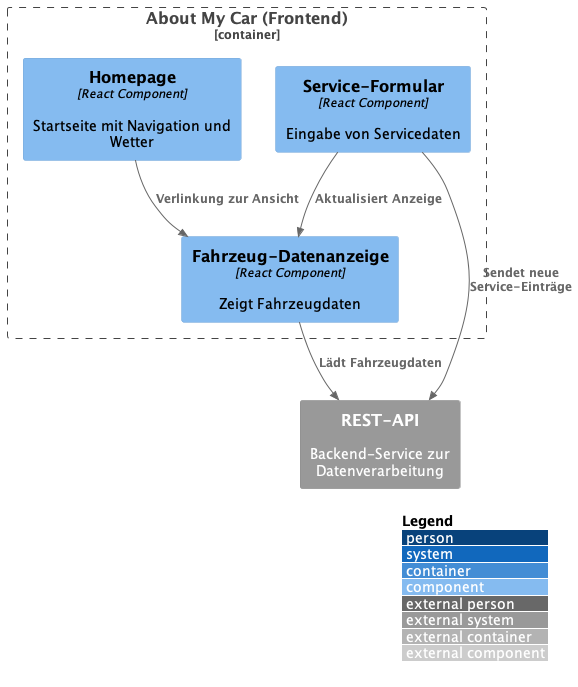 About My Car (Frontend)
[container]
Homepage
[React Component]
Startseite mit Navigation und
Wetter
Service-Formular
[React Component]
Eingabe von Servicedaten
Verlinkung zur Ansicht
Aktualisiert Anzeige
Fahrzeug-Datenanzeige
[React Component]
Zeigt Fahrzeugdaten
Sendet neue
Service-Einträge
Lädt Fahrzeugdaten
REST-API
Backend-Service zur
Datenverarbeitung
Legend
person
system
container
component
external person
external system
external container
external component